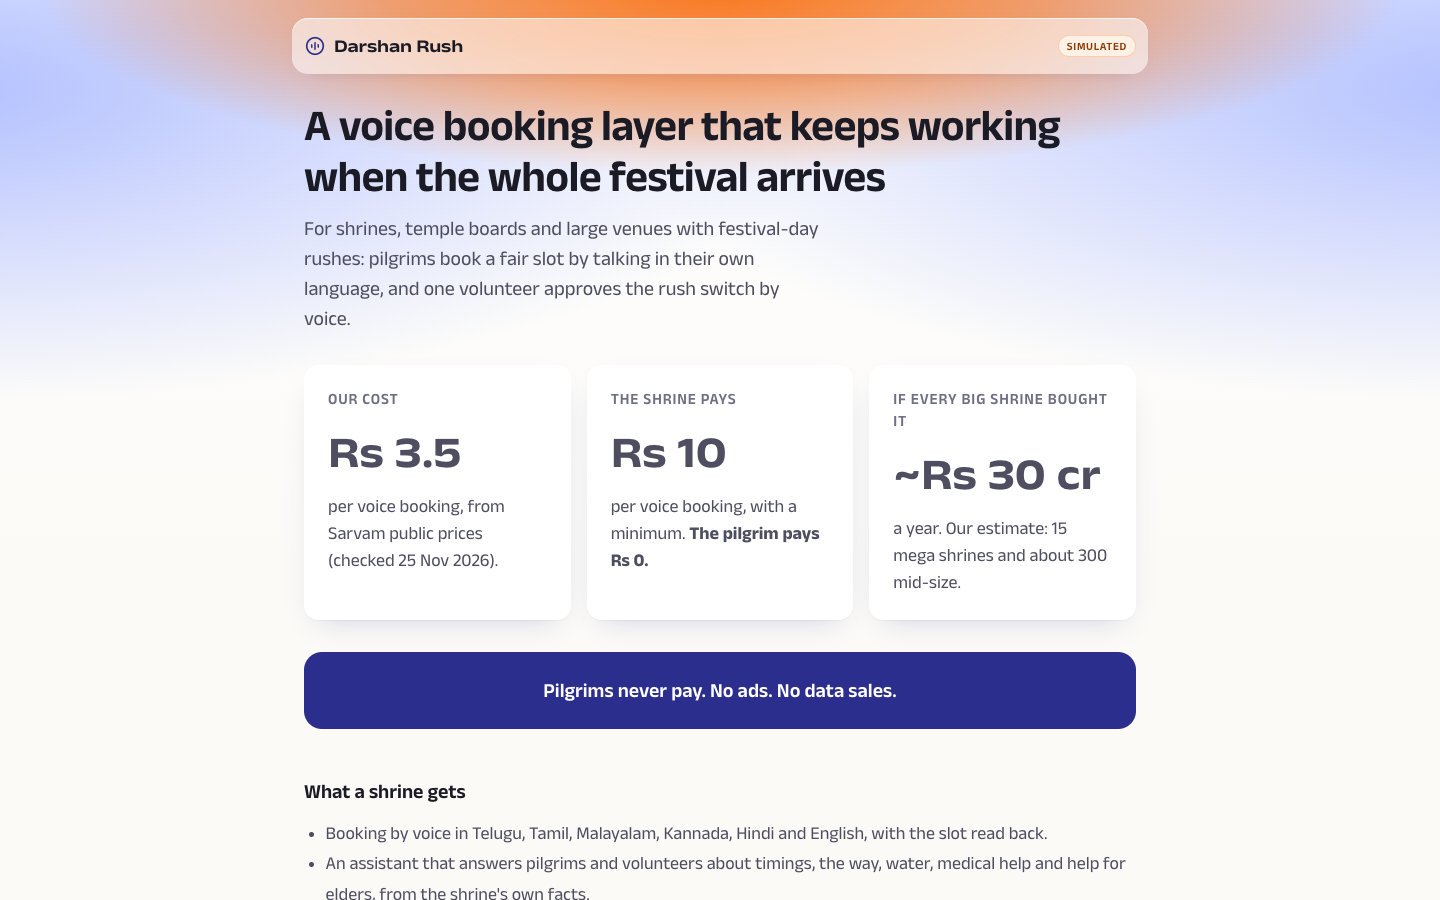 Darshan Rush
SIMULATED
A voice booking layer that keeps working
when the whole festival arrives
For shrines, temple boards and large venues with festival-day
rushes: pilgrims book a fair slot by talking in their own
language, and one volunteer approves the rush switch by
voice.
OUR COST
Rs 3.5
per voice booking, from
Sarvam public prices
(checked 25 Nov 2026).
THE SHRINE PAYS
Rs 10
per voice booking, with a
minimum. The pilgrim pays
Rs 0.
IF EVERY BIG SHRINE BOUGHT
IT
~Rs 30 cr
a year. Our estimate: 15
mega shrines and about 300
mid-size.
Pilgrims never pay. No ads. No data sales.
What a shrine gets
• Booking by voice in Telugu, Tamil, Malayalam, Kannada, Hindi and English, with the slot read back.
• An assistant that answers pilgrims and volunteers about timings, the way, water, medical help and help for
elders, from the shrine's own facts.